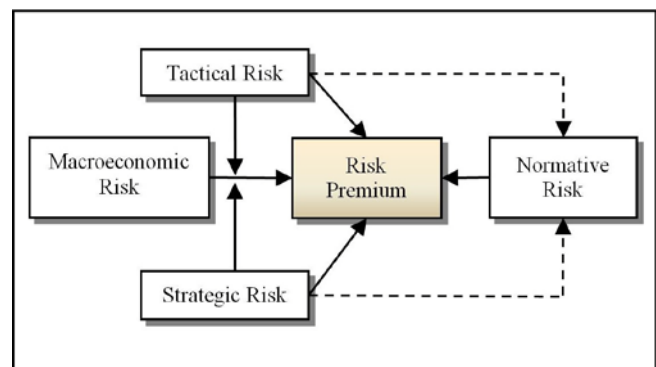 Tactical Risk
Macroeconomic
Risk
Risk
Premium
Normative
Risk
Strategic Risk